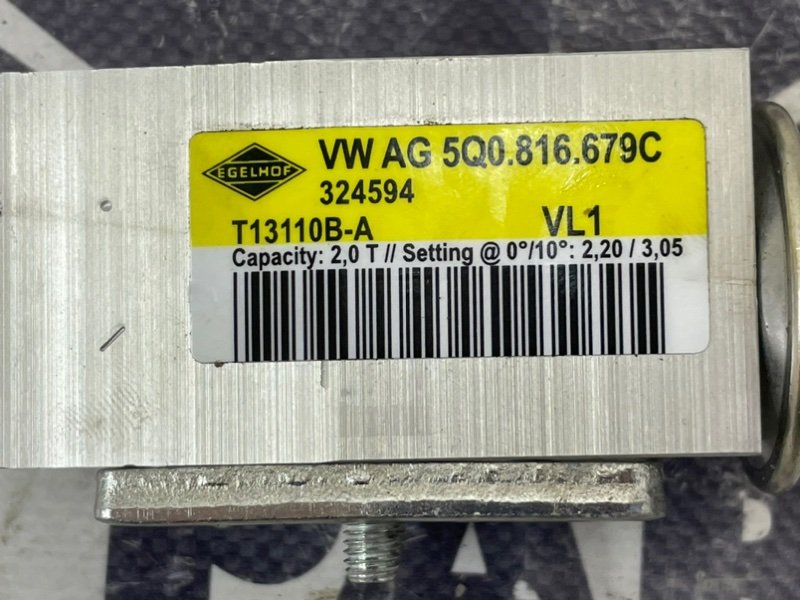 EGELHOF
VW AG 5Q0.816.679C
324594
T13110B-A VL1
Capacity: 2,0 T // Setting @ 0°/10°: 2,20 / 3,05